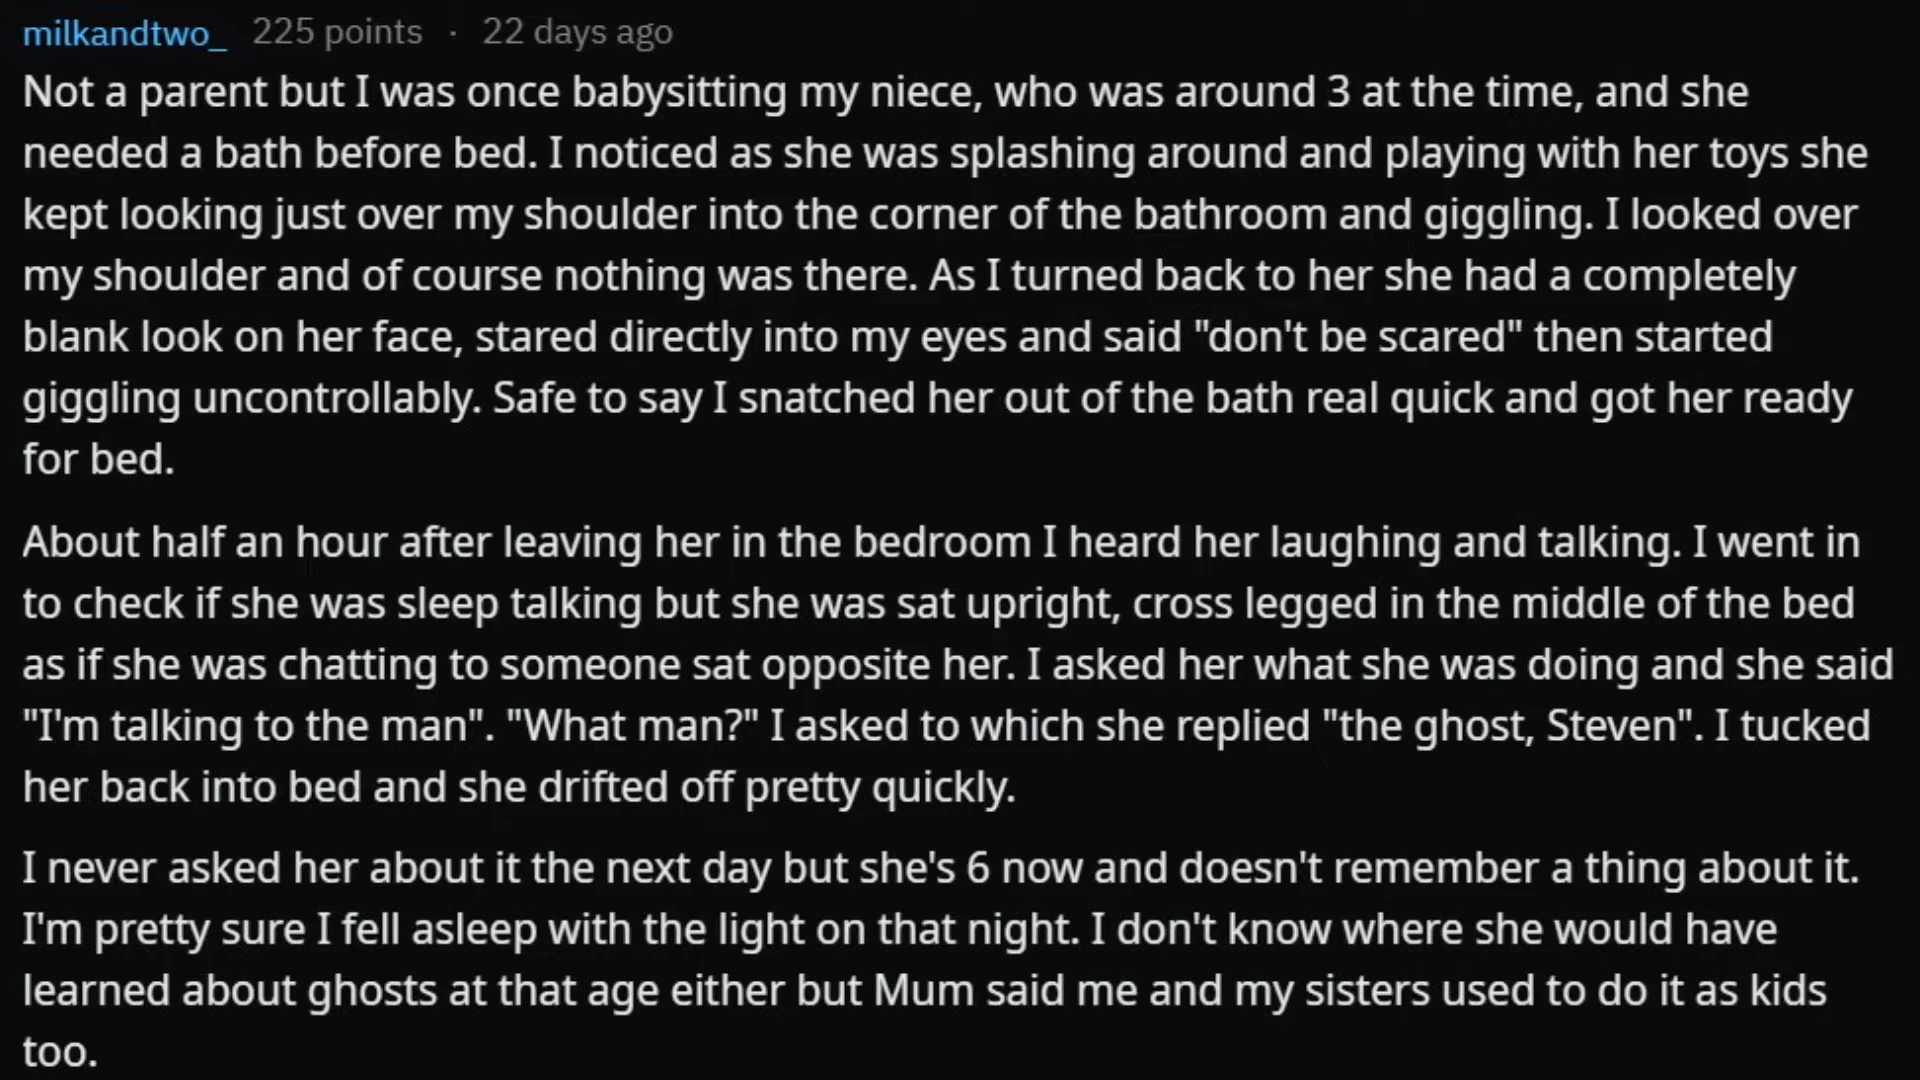 milkandtwo_ 225 points · 22 days ago
Not a parent but I was once babysitting my niece, who was around 3 at the time, and she
needed a bath before bed. I noticed as she was splashing around and playing with her toys she
kept looking just over my shoulder into the corner of the bathroom and giggling. I looked over
my shoulder and of course nothing was there. As I turned back to her she had a completely
blank look on her face, stared directly into my eyes and said "don't be scared" then started
giggling uncontrollably. Safe to say I snatched her out of the bath real quick and got her ready
for bed.
About half an hour after leaving her in the bedroom I heard her laughing and talking. I went in
to check if she was sleep talking but she was sat upright, cross legged in the middle of the bed
as if she was chatting to someone sat opposite her. I asked her what she was doing and she said
"I'm talking to the man". "What man?" I asked to which she replied "the ghost, Steven". I tucked
her back into bed and she drifted off pretty quickly.
I never asked her about it the next day but she's 6 now and doesn't remember a thing about it.
I'm pretty sure I fell asleep with the light on that night. I don't know where she would have
learned about ghosts at that age either but Mum said me and my sisters used to do it as kids
too.